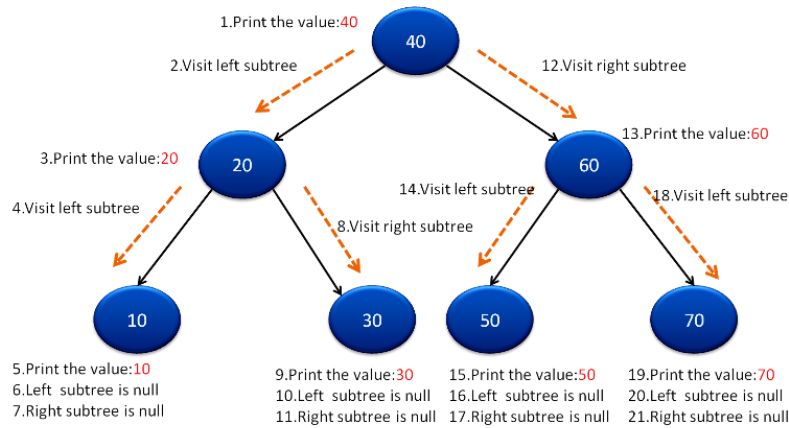 1.Print the value:40
40
2.Visit left subtree
12.Visit right subtree
13.Print the value:60
3.Print the value:20
20
60
4.Visit left subtree
8.Visit right subtree
14.Visit left subtree
18.Visit left subtree
10
30
50
70
5.Print the value:10
6.Left subtree is null
7.Right subtree is null
9.Print the value:30
10.Left subtree is null
11.Right subtree is null
15.Print the value:50
16.Left subtree is null
17.Right subtree is null
19.Print the value:70
20.Left subtree is null
21.Right subtree is null